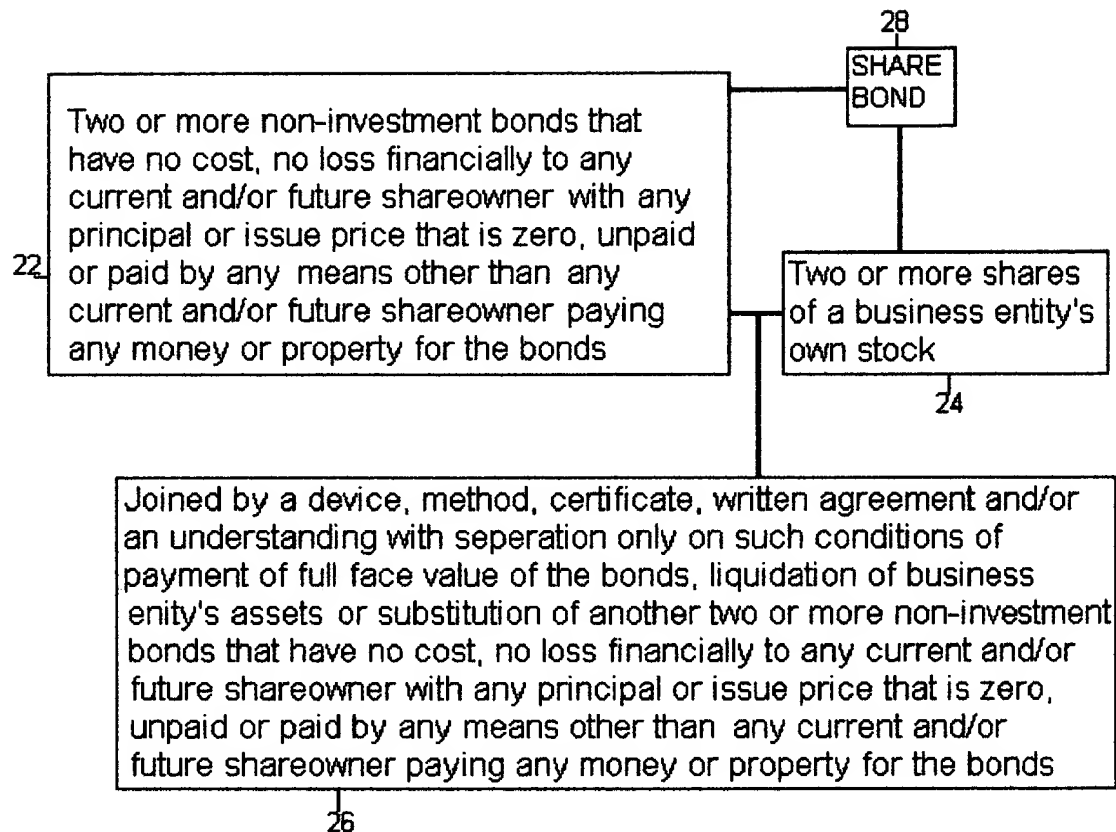 28
SHARE
BOND
Two or more non-investment bonds that
have no cost, no loss financially to any
current and/or future shareowner with any
principal or issue price that is zero, unpaid
or paid by any means other than any
current and/or future shareowner paying
any money or property for the bonds
22
Two or more shares
of a business entity's
own stock
24
Joined by a device, method, certificate, written agreement and/or
an understanding with seperation only on such conditions of
payment of full face value of the bonds, liquidation of business
enity's assets or substitution of another two or more non-investment
bonds that have no cost, no loss financially to any current and/or
future shareowner with any principal or issue price that is zero,
unpaid or paid by any means other than any current and/or
future shareowner paying any money or property for the bonds
26